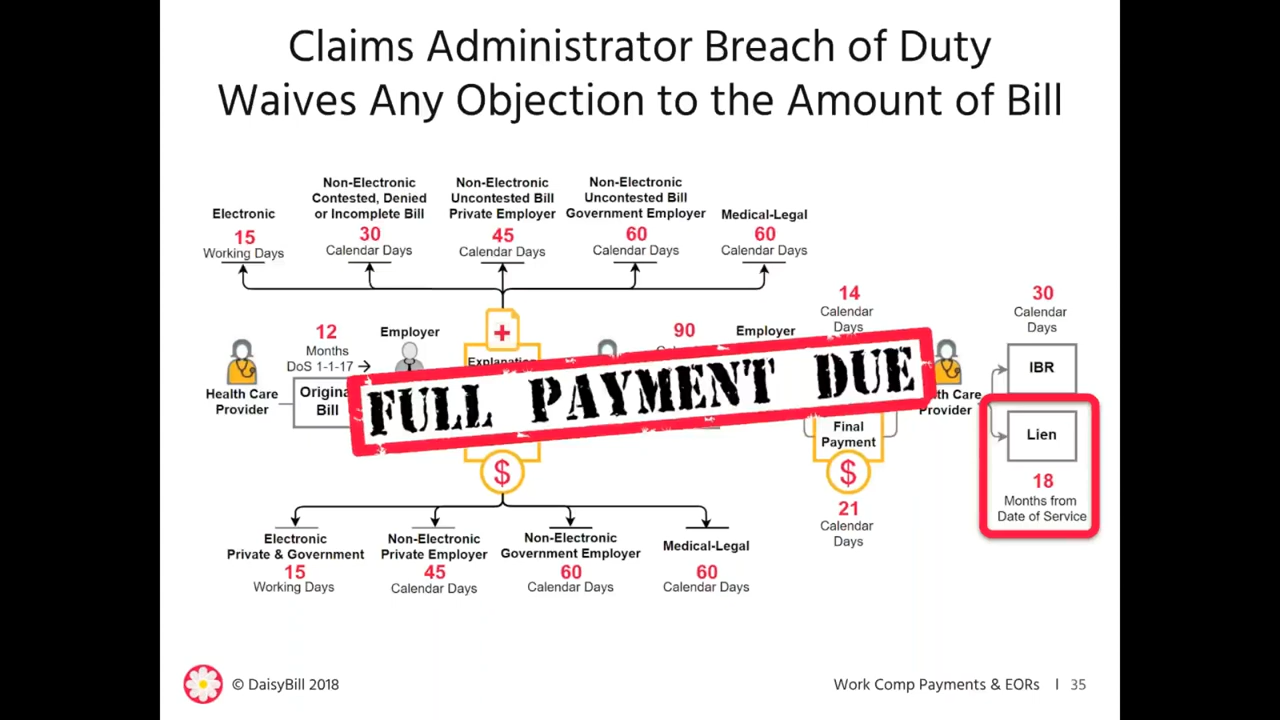 Claims Administrator Breach of Duty
Waives Any Objection to the Amount of Bill
Electronic
15
Working Days
Non-Electronic
Contested, Denied
or Incomplete Bill
30
Calendar Days
Non-Electronic
Uncontested Bill
Private Employer
45
Calendar Days
Non-Electronic
Uncontested Bill
Government Employer
60
Calendar Days
Medical-Legal
60
Calendar Days
Health Care
Provider
12
Months
DoS 1-1-17
Original
Bill
Employer
90
Employer
14
Calendar
Days
FULL PAYMENT DUE
Final
Payment
$
21
Calendar
Days
Provider
30
Calendar
Days
IBR
Lien
18
Months from
Date of Service
$
Electronic
Private & Government
15
Working Days
Non-Electronic
Private Employer
45
Calendar Days
Non-Electronic
Government Employer
60
Calendar Days
Medical-Legal
60
Calendar Days
© DaisyBill 2018
Work Comp Payments & EORs | 35